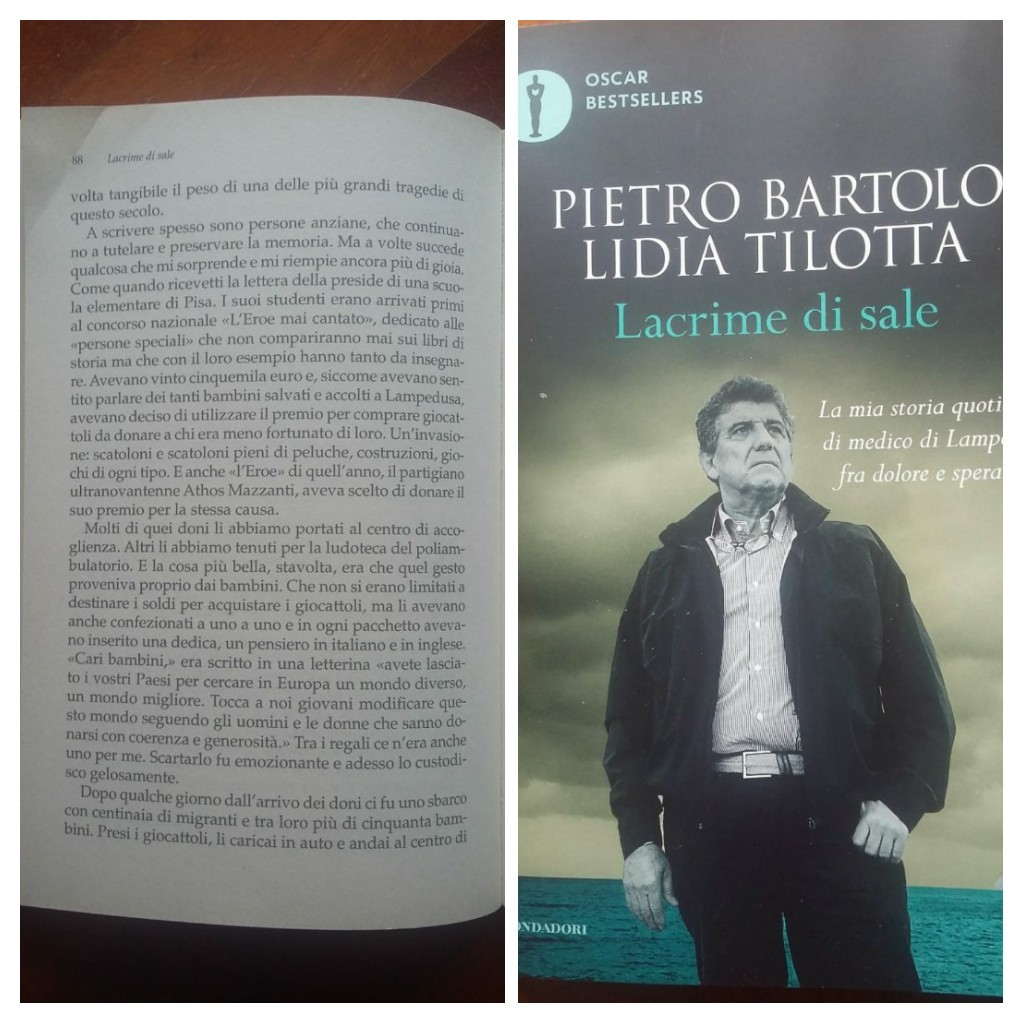 88 Lacrime di sale
volta tangibile il peso di una delle più grandi tragedie di
questo secolo.
A scrivere spesso sono persone anziane, che continua-
no a tutelare e preservare la memoria. Ma a volte succede
qualcosa che mi sorprende e mi riempie ancora più di gioia.
Come quando ricevetti la lettera della preside di una scuo-
la elementare di Pisa. I suoi studenti erano arrivati primi
al concorso nazionale «L'Eroe mai cantato», dedicato alle
«persone speciali» che non compariranno mai sui libri di
storia ma che con il loro esempio hanno tanto da insegna-
re. Avevano vinto cinquemila euro e, siccome avevano sen-
tito parlare dei tanti bambini salvati e accolti a Lampedusa,
avevano deciso di utilizzare il premio per comprare giocat-
toli da donare a chi era meno fortunato di loro. Un'invasio-
ne: scatoloni e scatoloni pieni di peluche, costruzioni, gio-
chi di ogni tipo. E anche «l'Eroe» di quell'anno, il partigiano
ultranovantenne Athos Mazzanti, aveva scelto di donare il
suo premio per la stessa causa.
Molti di quei doni li abbiamo portati al centro di acco-
glienza. Altri li abbiamo tenuti per la ludoteca del poliam-
bulatorio. E la cosa più bella, stavolta, era che quel gesto
proveniva proprio dai bambini. Che non si erano limitati a
destinare i soldi per acquistare i giocattoli, ma li avevano
anche confezionati a uno a uno e in ogni pacchetto aveva-
no inserito una dedica, un pensiero in italiano e in inglese.
«Cari bambini,» era scritto in una letterina «avete lascia-
to i vostri Paesi per cercare in Europa un mondo diverso,
un mondo migliore. Tocca a noi giovani modificare que-
sto mondo seguendo gli uomini e le donne che sanno do-
narsi con coerenza e generosità.» Tra i regali ce n'era anche
uno per me. Scartarlo fu emozionante e adesso lo custodi-
sco gelosamente.
Dopo qualche giorno dall'arrivo dei doni ci fu uno sbarco
con centinaia di migranti e tra loro più di cinquanta bam-
bini. Presi i giocattoli, li caricai in auto e andai al centro di
OSCAR
BESTSELLERS
PIETRO BARTOLO
LIDIA TILOTTA
Lacrime di sale
La mia storia quoti
di medico di Lampe
fra dolore e spera
ONDADORI